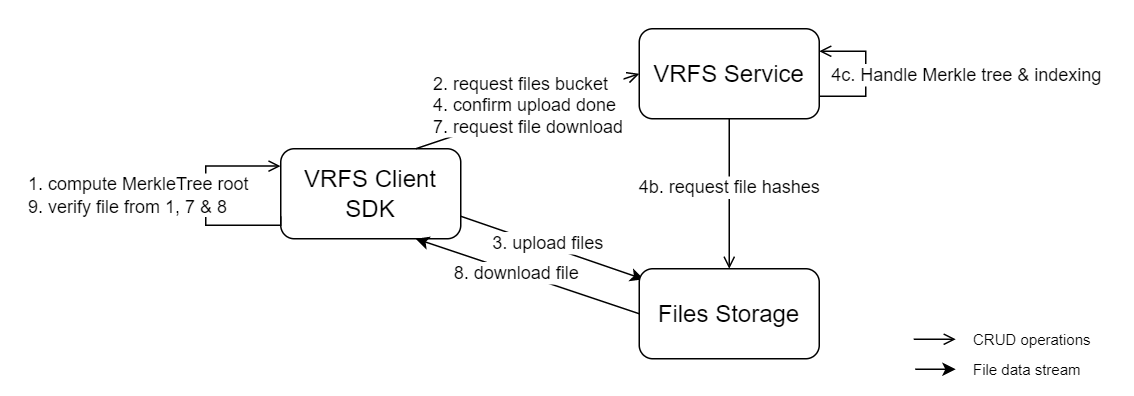 VRFS Service
4c. Handle Merkle tree & indexing
2. request files bucket
4. confirm upload done
7. request file download
VRFS Client
SDK
1. compute MerkleTree root
9. verify file from 1, 7 & 8
4b. request file hashes
3. upload files
8. download file
Files Storage
CRUD operations
File data stream